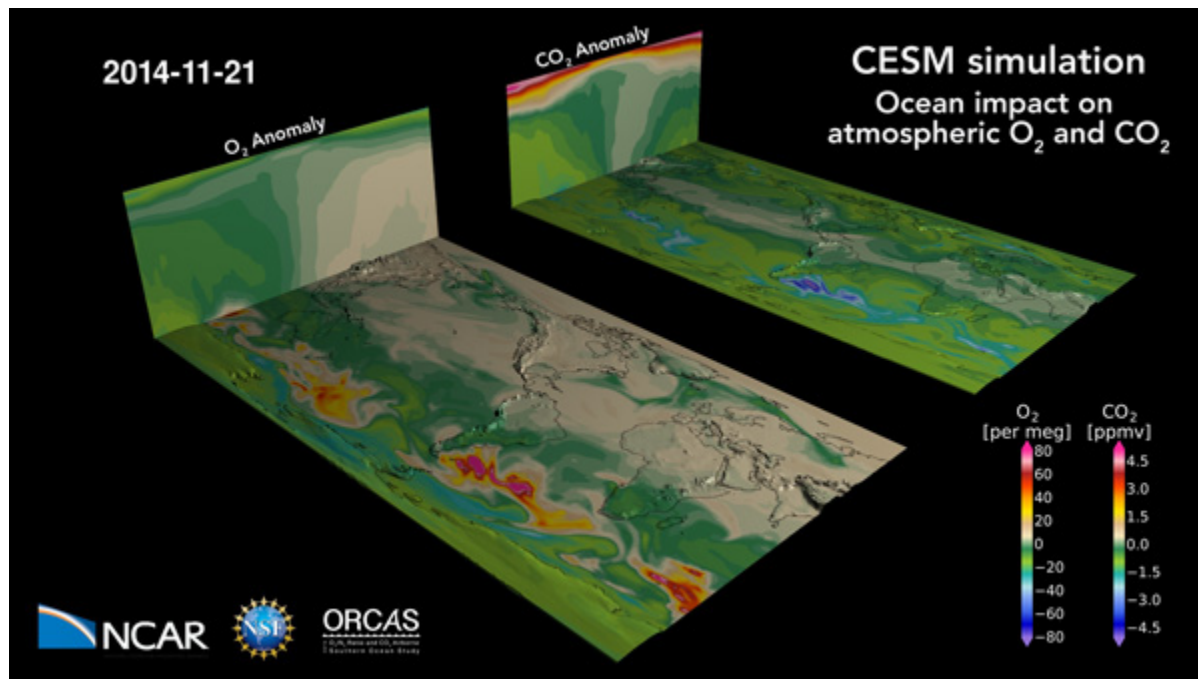 2014-11-21
O₂ Anomaly
CO₂ Anomaly
CESM simulation
Ocean impact on
atmospheric O₂ and CO₂
O₂
[per meg]
80
60
40
20
0
−20
−40
−60
−80
CO₂
[ppmv]
4.5
3.0
1.5
0.0
−1.5
−3.0
−4.5
NCAR
NSF
ORCAS
Southern Ocean Study